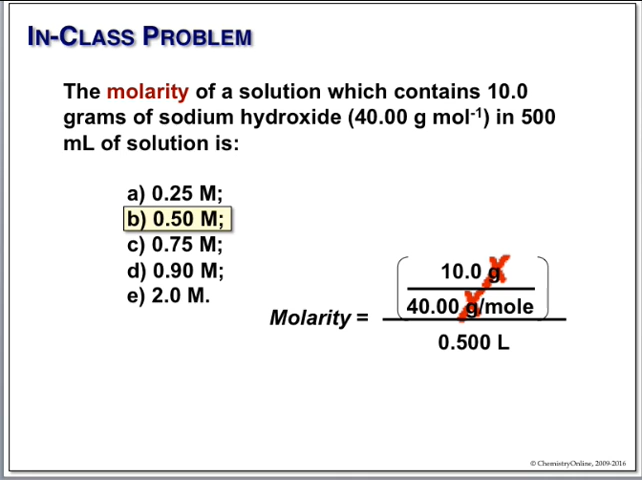 IN-CLASS PROBLEM
The molarity of a solution which contains 10.0
grams of sodium hydroxide (40.00 g mol⁻¹) in 500
mL of solution is:
a) 0.25 M;
b) 0.50 M;
c) 0.75 M;
d) 0.90 M;
e) 2.0 M.
10.0 g
40.00 g/mole
Molarity =
0.500 L
© ChemistryOnline, 2009-2016